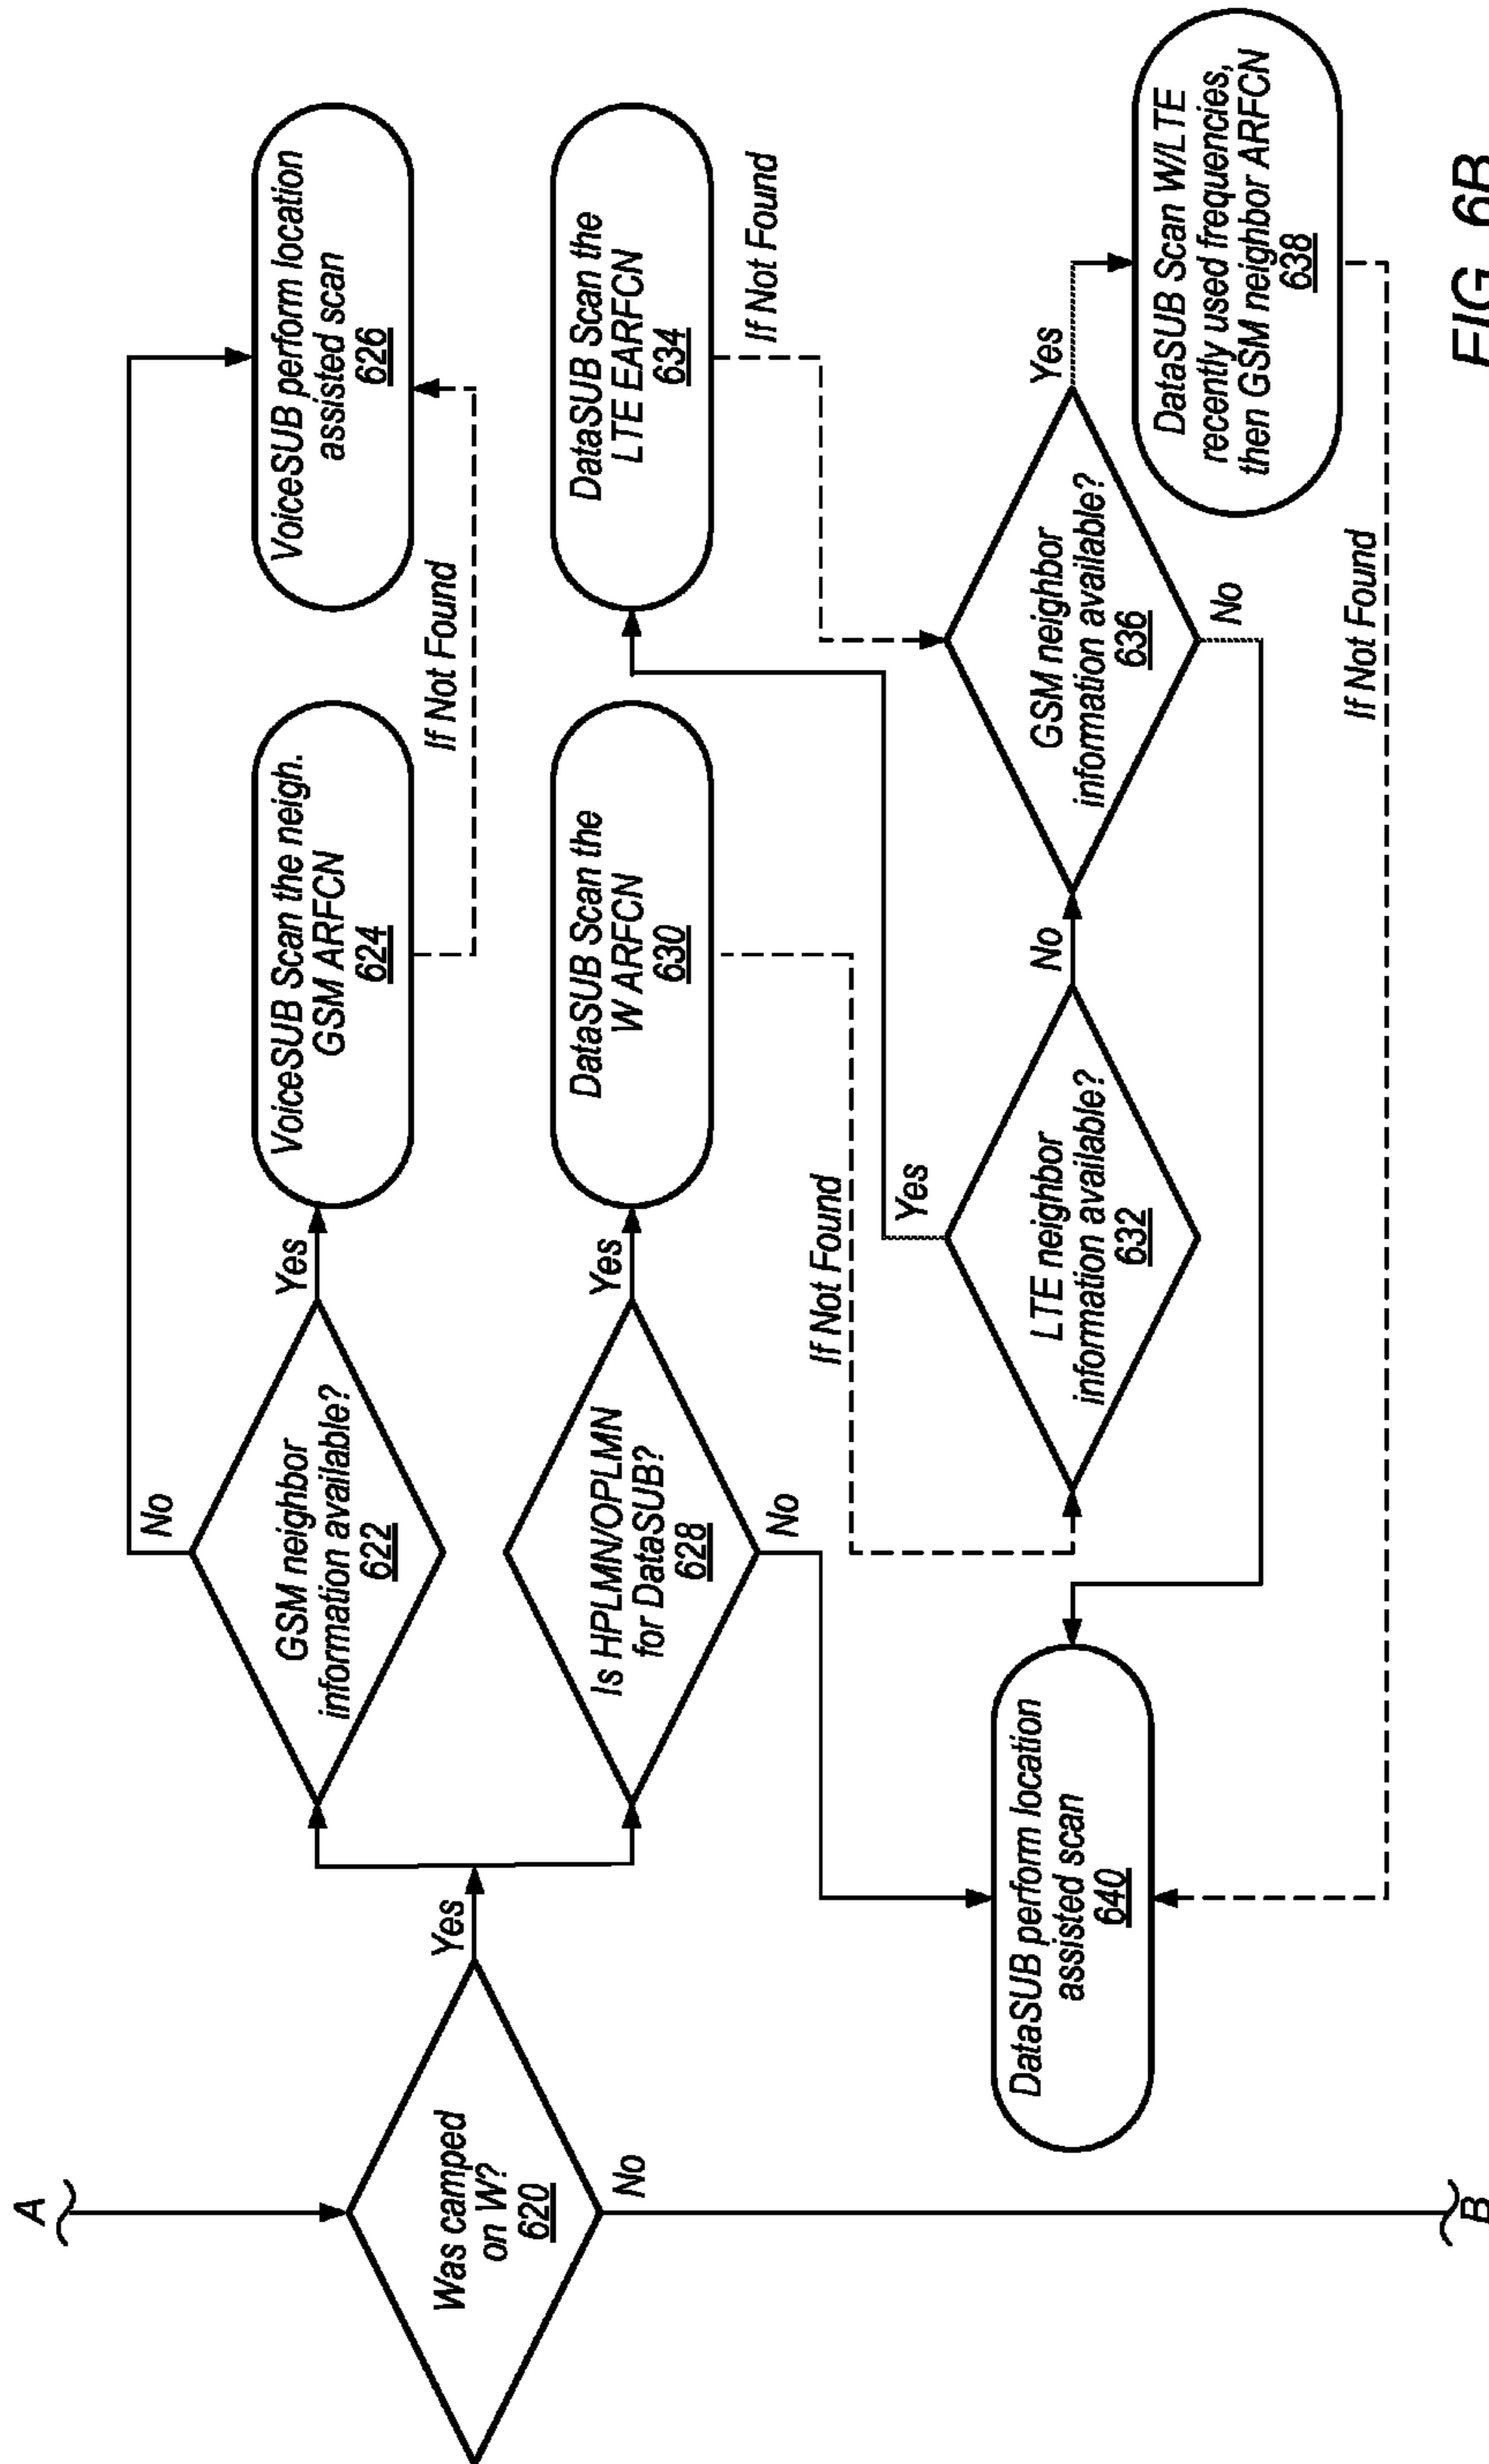 A
Was camped
on W?
620
Yes
No
B
GSM neighbor
information available?
622
No
Yes
VoiceSUB Scan the neigh.
GSM ARFCN
624
If Not Found
VoiceSUB perform location
assisted scan
626
Is HPLMN/OPLMN
for DataSUB?
628
Yes
No
DataSUB Scan the
W ARFCN
630
If Not Found
DataSUB Scan the
LTE EARFCN
634
If Not Found
LTE neighbor
information available?
632
Yes
No
GSM neighbor
information available?
636
Yes
No
DataSUB Scan W/LTE
recently used frequencies,
then GSM neighbor ARFCN
638
If Not Found
DataSUB perform location
assisted scan
640
FIG. 6B